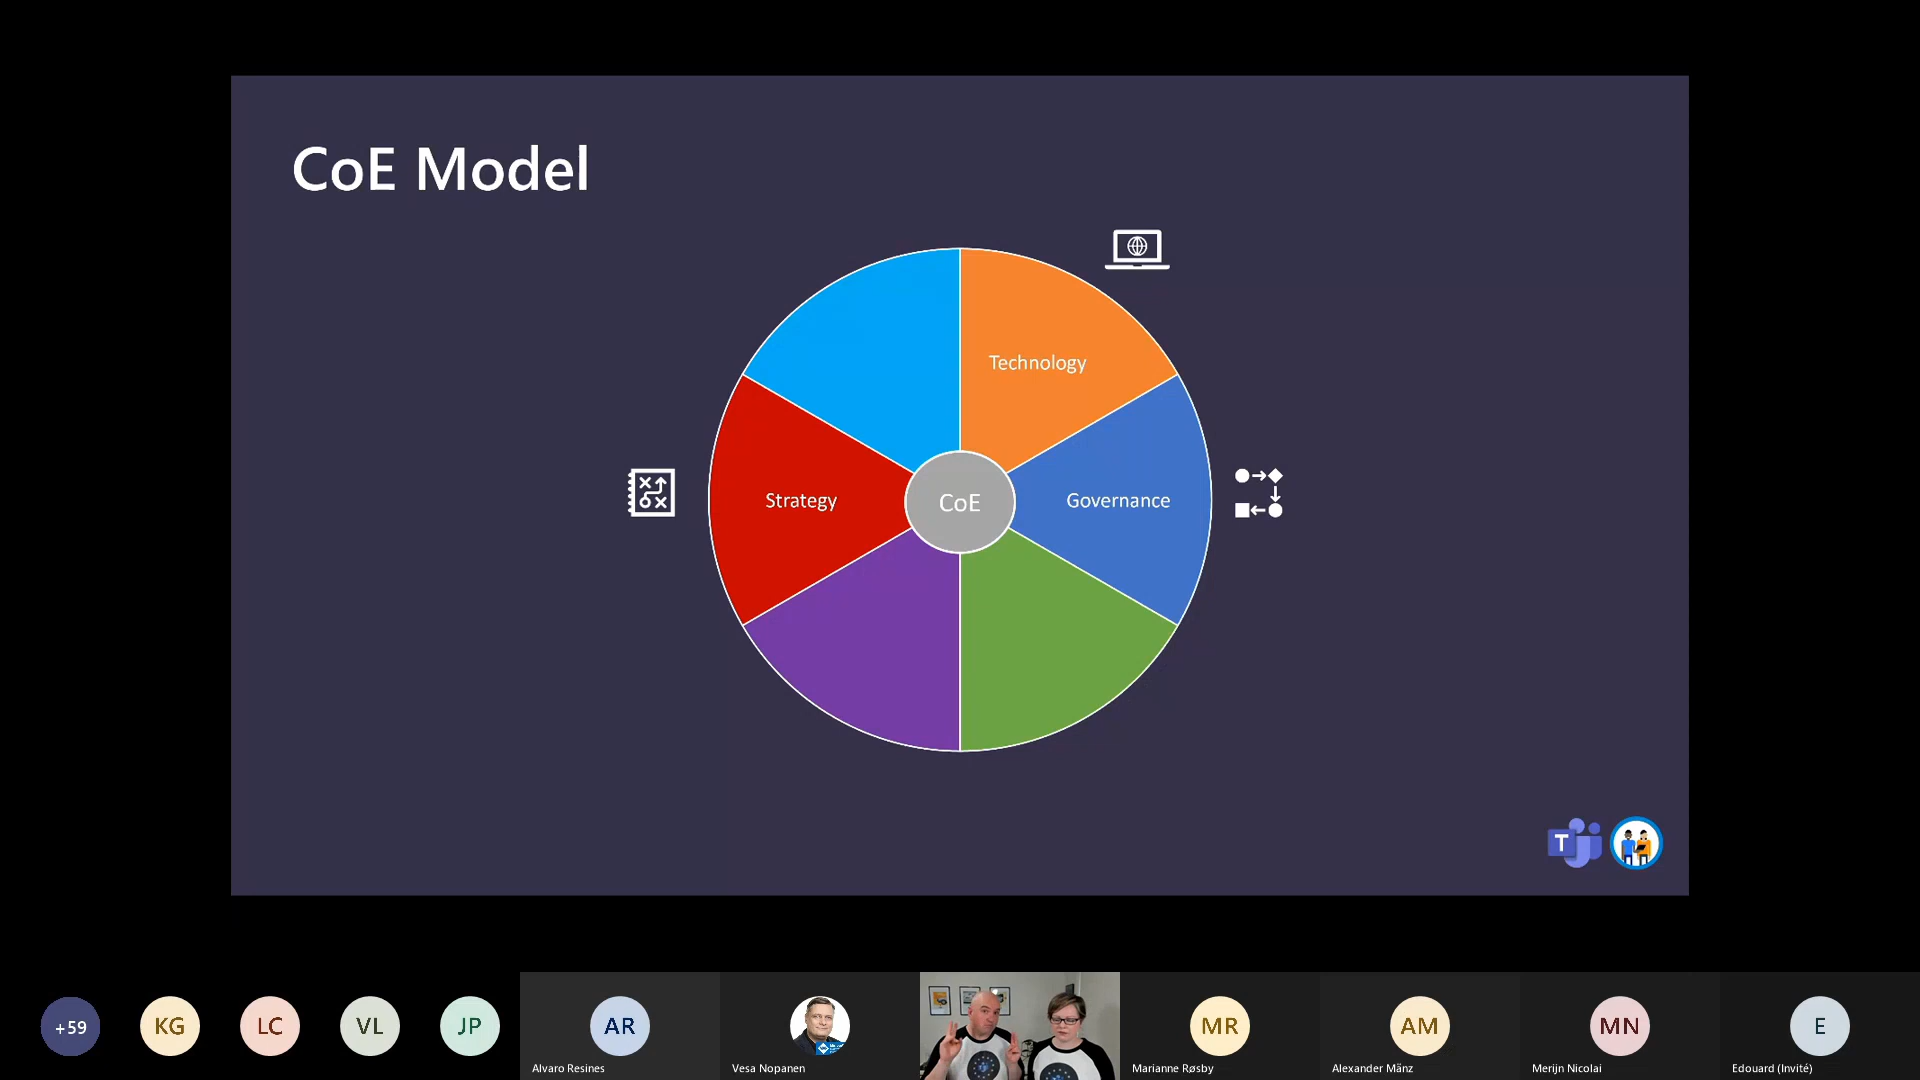 CoE Model
Technology
Strategy
CoE
Governance
T
+59
KG
LC
VL
JP
AR
MR
AM
MN
E
Alvaro Resines
Vesa Nopanen
Marianne Røsby
Alexander Mänz
Merijn Nicolai
Edouard (Invité)